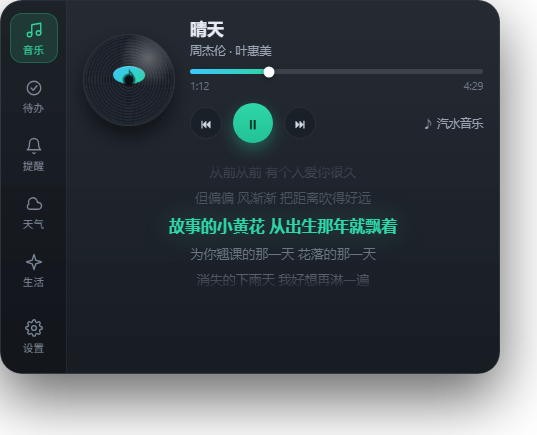 音乐
待办
提醒
天气
生活
设置
晴天
周杰伦 · 叶惠美
1:12
4:29
汽水音乐
从前从前 有个人爱你很久
但偏偏 风渐渐 把距离吹得好远
故事的小黄花 从出生那年就飘着
为你翘课的那一天 花落的那一天
消失的下雨天 我好想再淋一遍